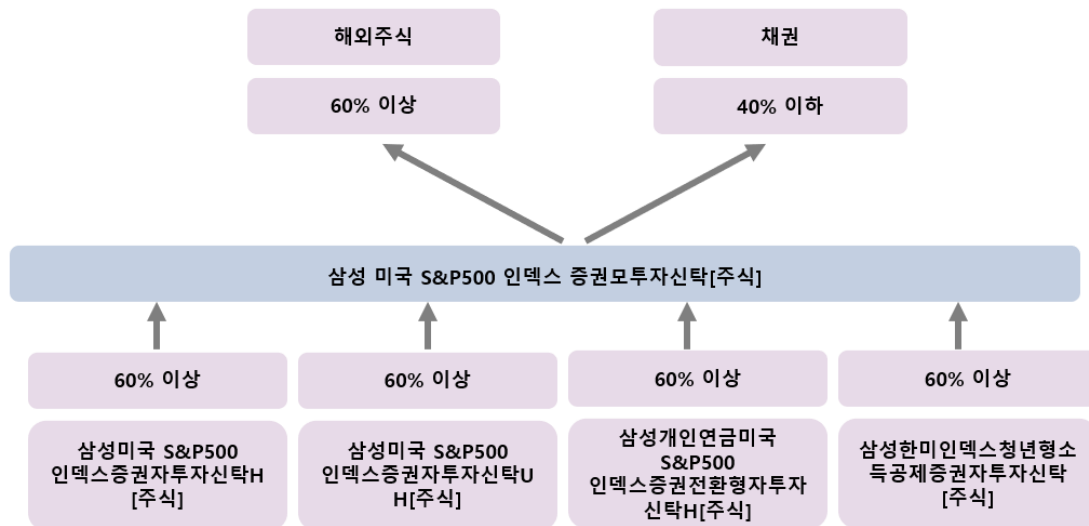 해외주식
채권
60% 이상
40% 이하
삼성 미국 S&P500 인덱스 증권모투자신탁[주식]
60% 이상
60% 이상
60% 이상
60% 이상
삼성미국 S&P500
인덱스증권자투자신탁H
[주식]
삼성미국 S&P500
인덱스증권자투자신탁U
H[주식]
삼성개인연금미국
S&P500
인덱스증권전환형자투자
신탁H[주식]
삼성한미인덱스청년형소
득공제증권자투자신탁
[주식]